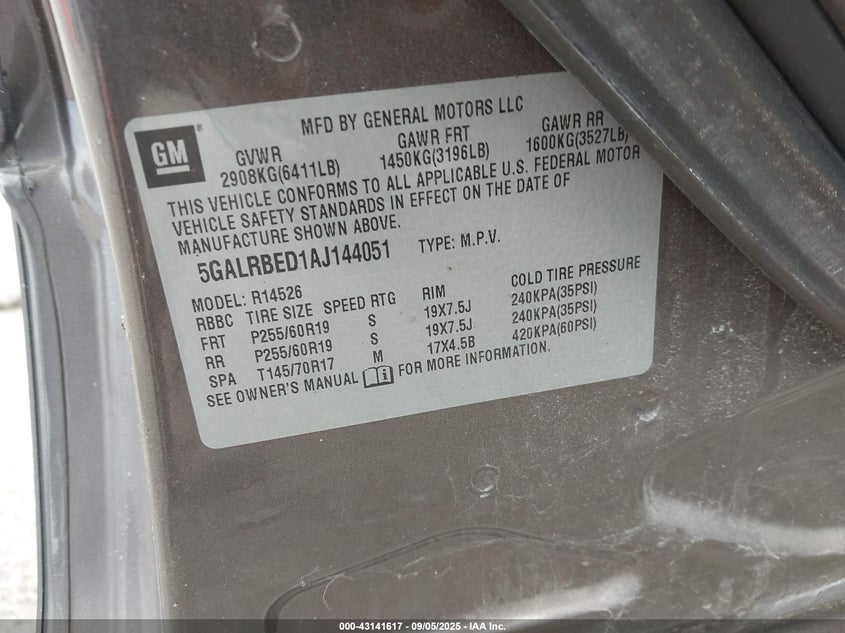 MFD BY GENERAL MOTORS LLC
GM
®
GVWR GAWR FRT GAWR RR
2908KG(6411LB) 1450KG(3196LB) 1600KG(3527LB)
THIS VEHICLE CONFORMS TO ALL APPLICABLE U.S. FEDERAL MOTOR
VEHICLE SAFETY STANDARDS IN EFFECT ON THE DATE OF
MANUFACTURE SHOWN ABOVE.
5GALRBED1AJ144051 TYPE: M.P.V.
MODEL: R14526
RBBC TIRE SIZE SPEED RTG RIM COLD TIRE PRESSURE
FRT P255/60R19 S 19X7.5J 240KPA(35PSI)
RR P255/60R19 S 19X7.5J 240KPA(35PSI)
SPA T145/70R17 M 17X4.5B 420KPA(60PSI)
SEE OWNER'S MANUAL FOR MORE INFORMATION.
000-43141617 - 09/05/2025 - IAA Inc.